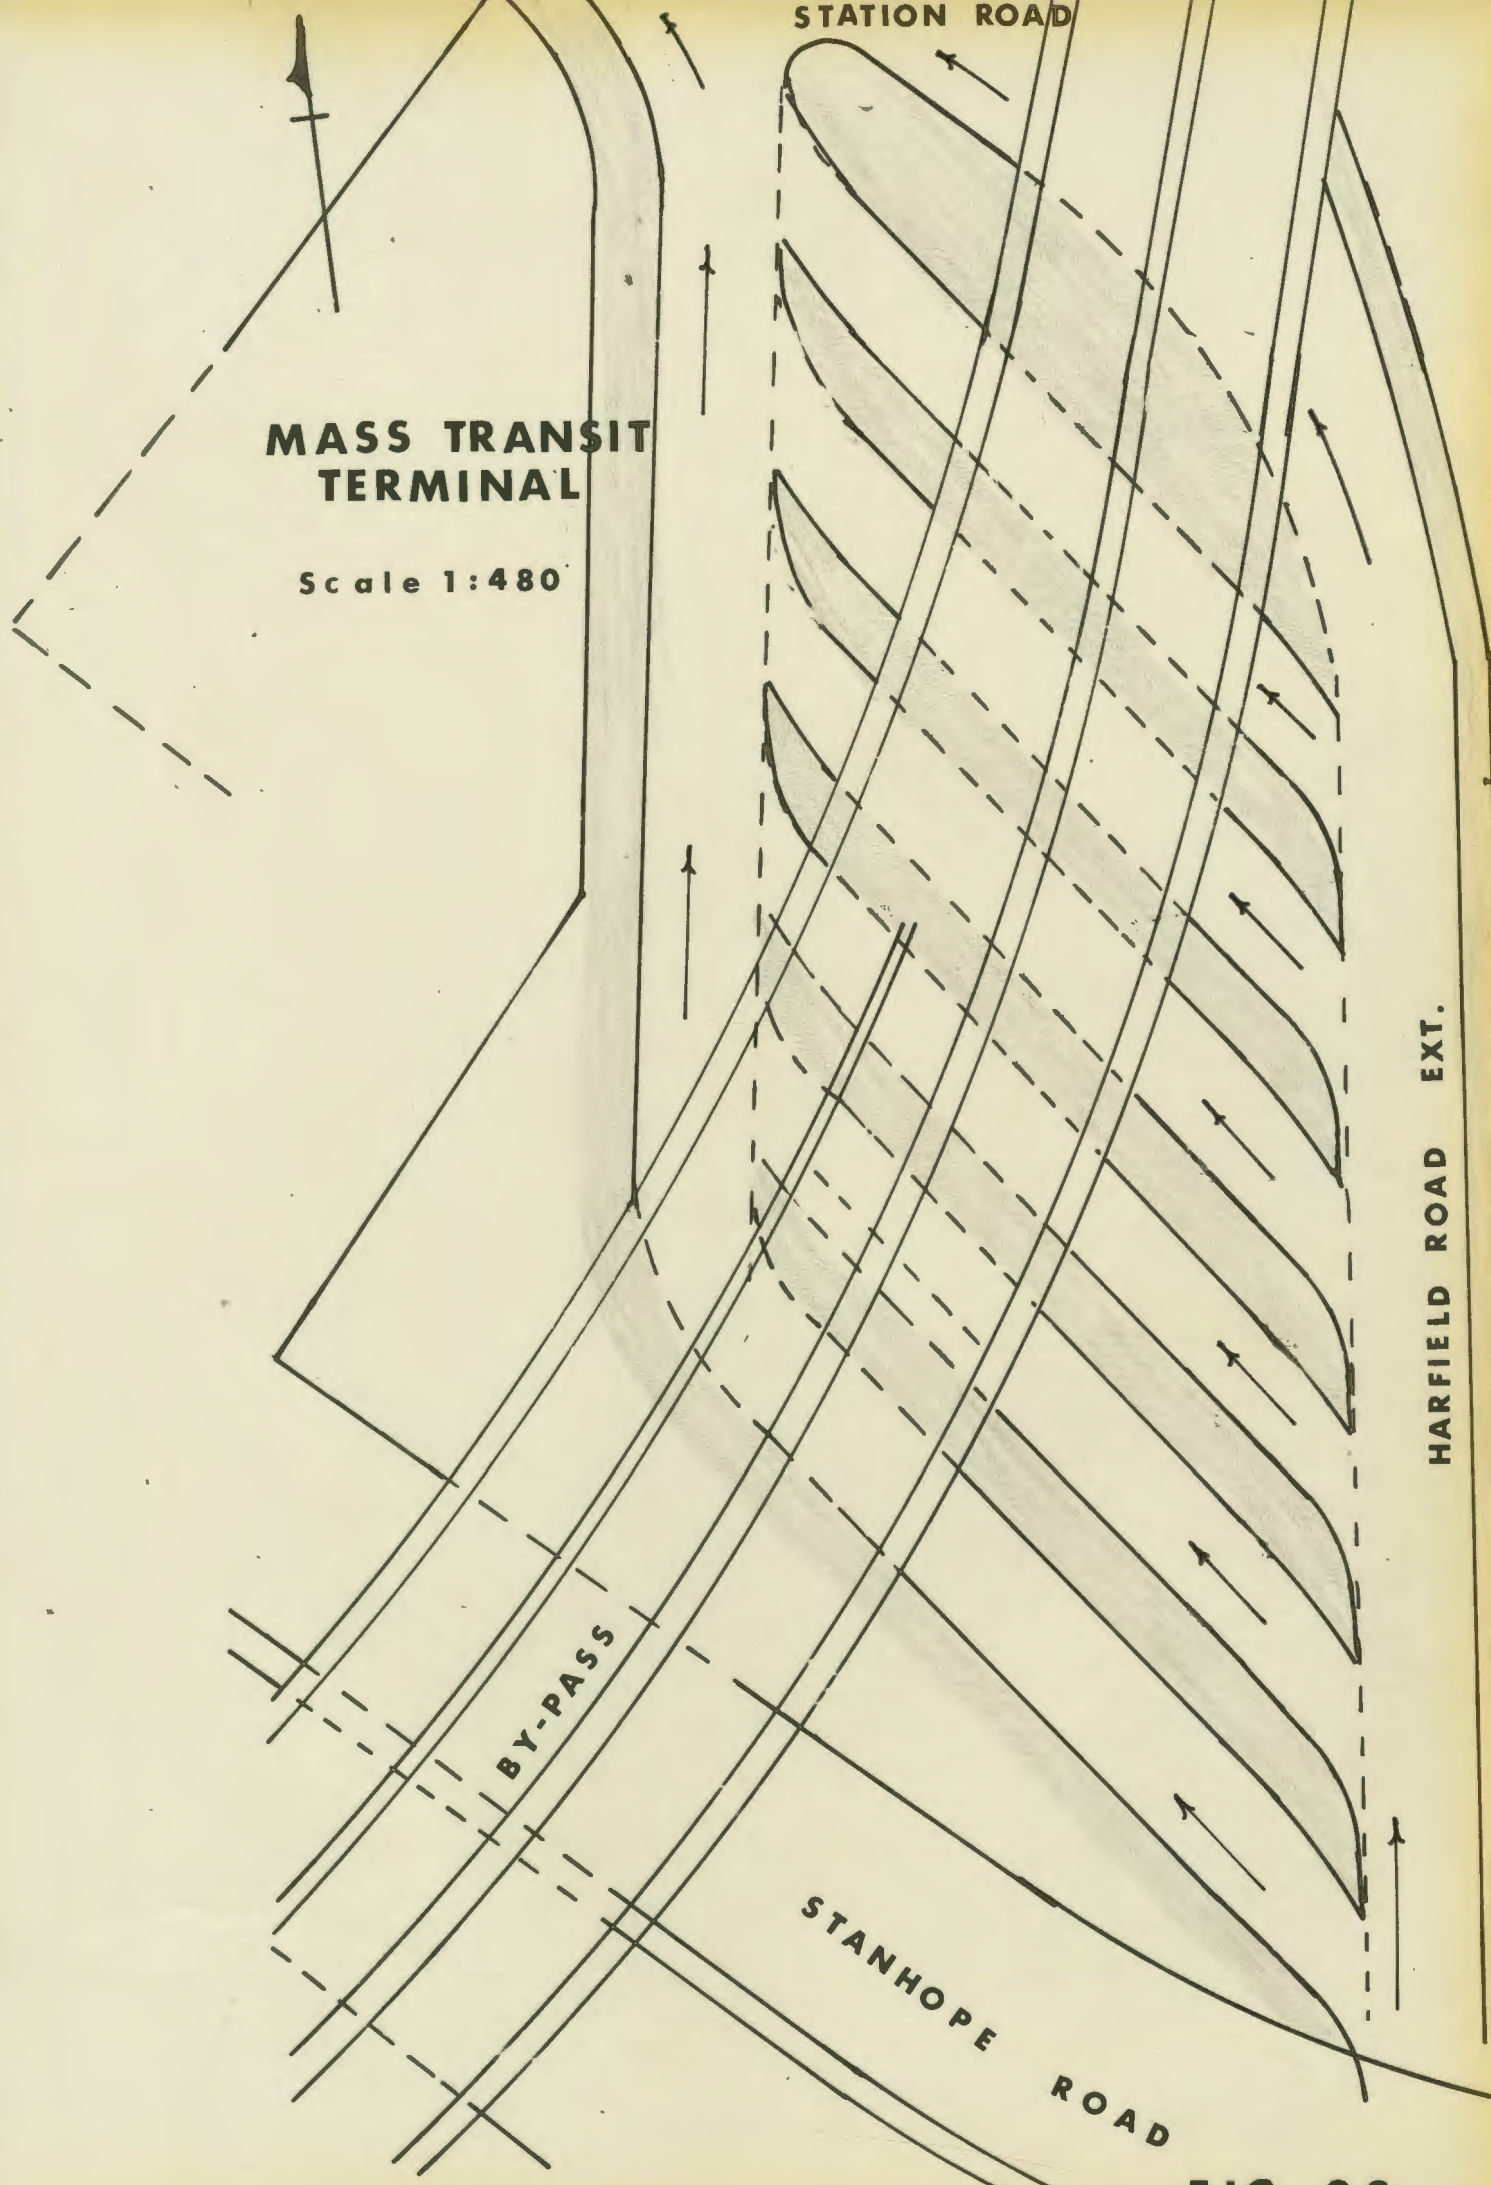 STATION ROAD
MASS TRANSIT
TERMINAL
Scale 1:480
HARFIELD ROAD EXT.
BY-PASS
STANHOPE ROAD